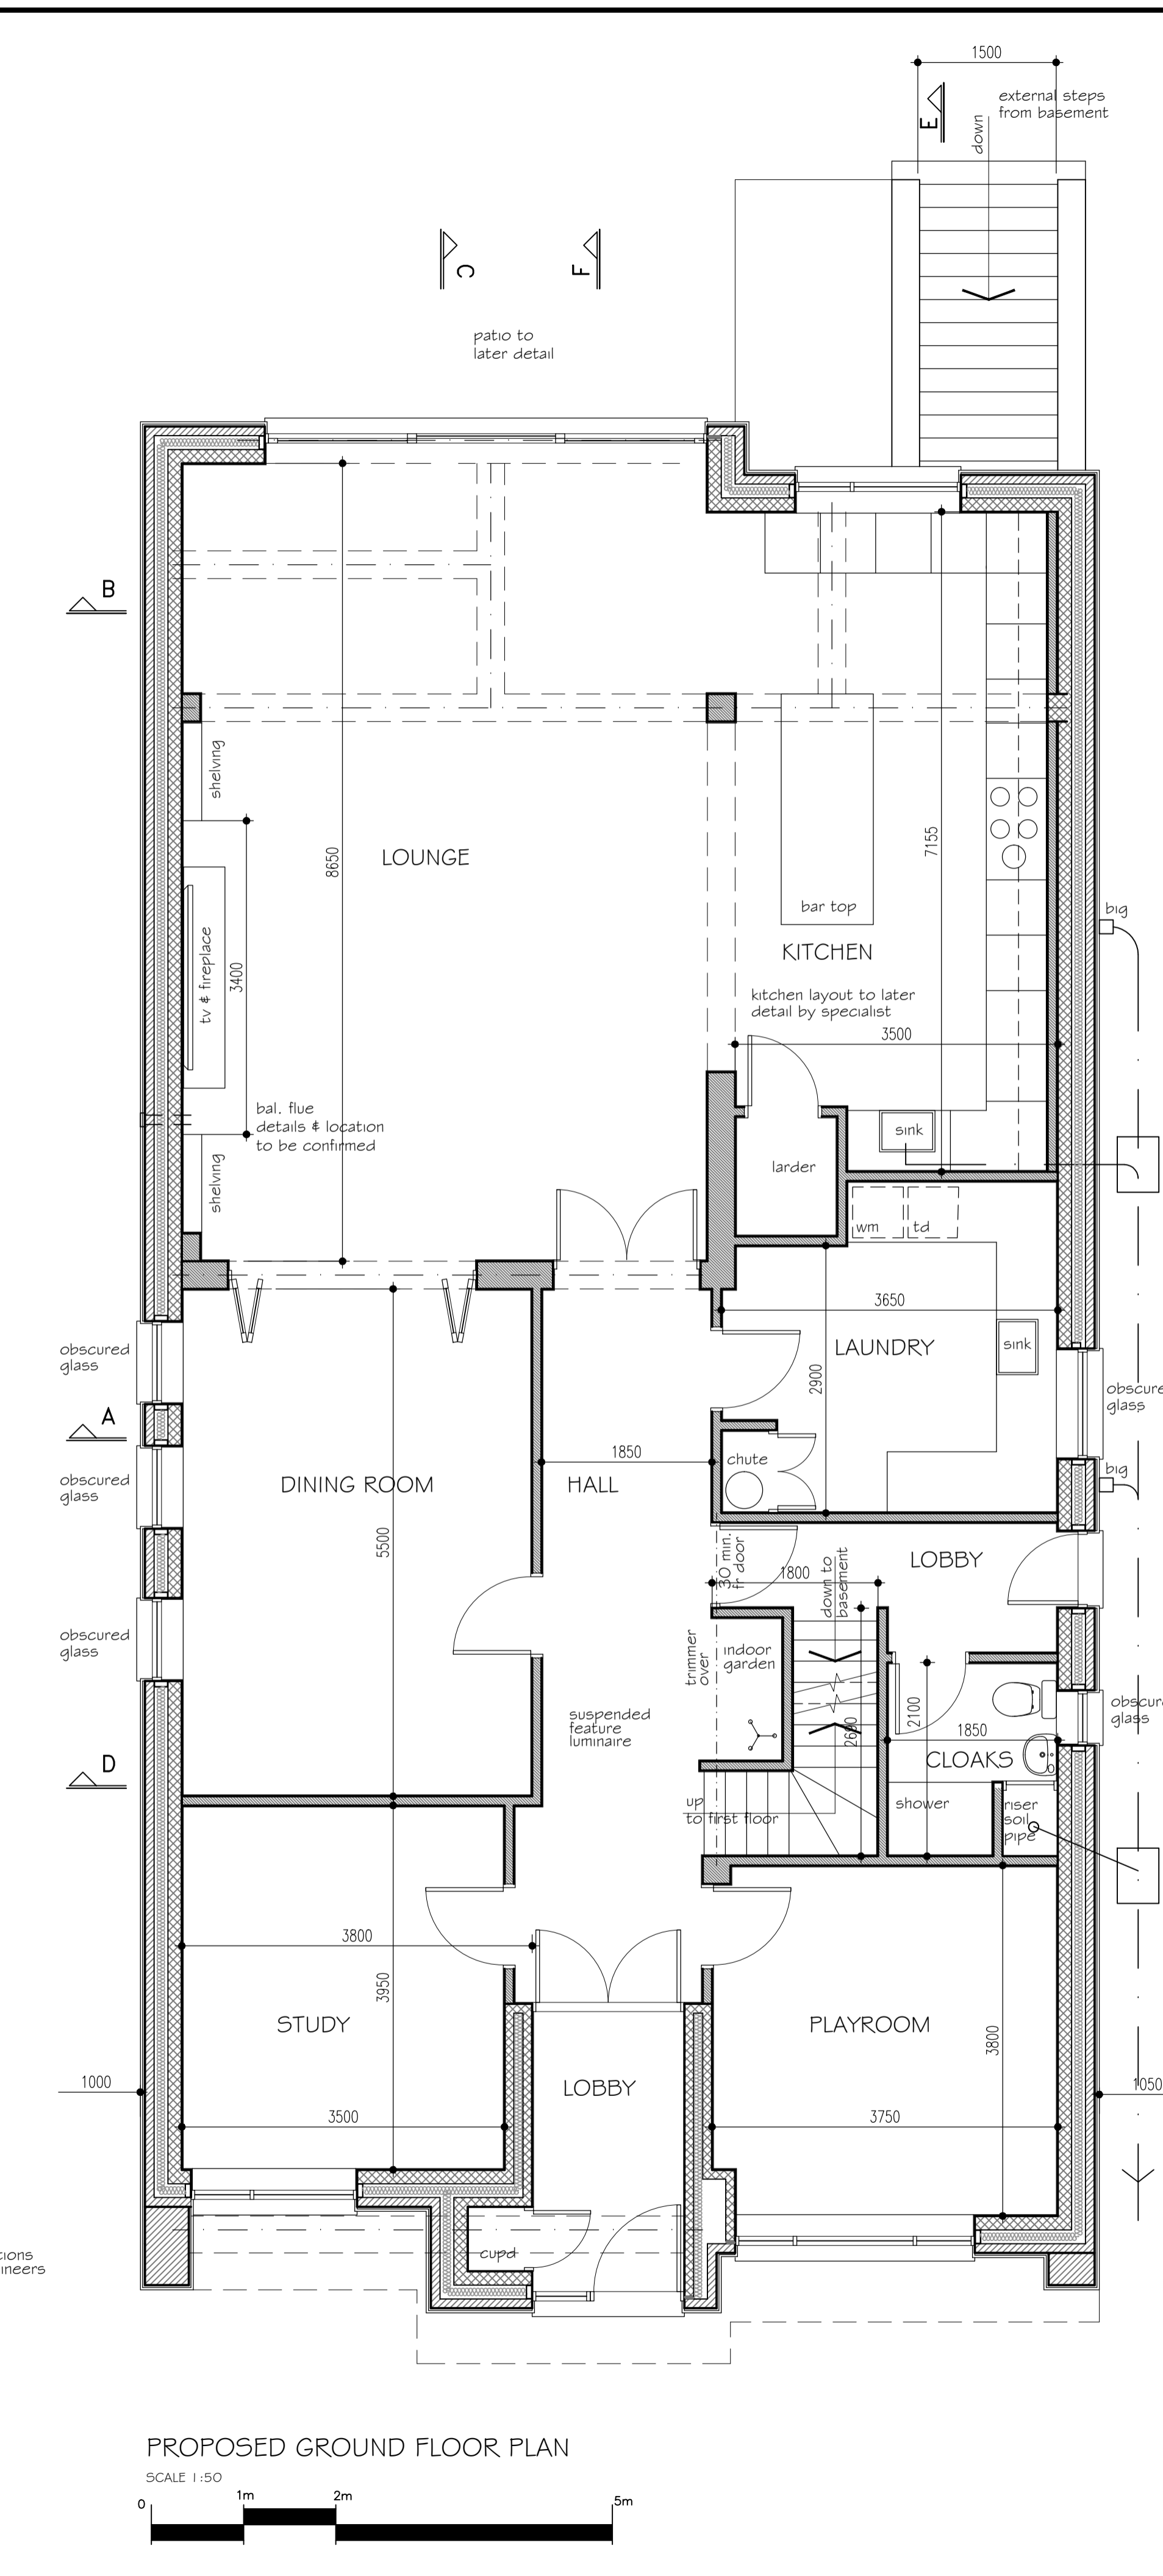 1500
E
external steps
from basement
down
C
F
patio to
later detail
B
shelving
8650
LOUNGE
7155
bar top
big
tv & fireplace
3400
KITCHEN
kitchen layout to later
detail by specialist
3500
bal. flue
details & location
to be confirmed
sink
larder
shelving
wm
td
3650
obscured
glass
LAUNDRY
sink
2900
obscure
glass
A
1850
chute
big
obscured
glass
DINING ROOM
HALL
5500
30 min.
fr door
1800
down to
basement
LOBBY
obscured
glass
trimmer
over
indoor
garden
2100
obscure
glass
suspended
feature
luminaire
1850
D
CLOAKS
up
to first floor
shower
riser
soil
pipe
3800
3950
STUDY
PLAYROOM
3800
1000
LOBBY
1050
3500
3750
cupd
tions
ineers
PROPOSED GROUND FLOOR PLAN
SCALE 1:50
0
1m
2m
5m